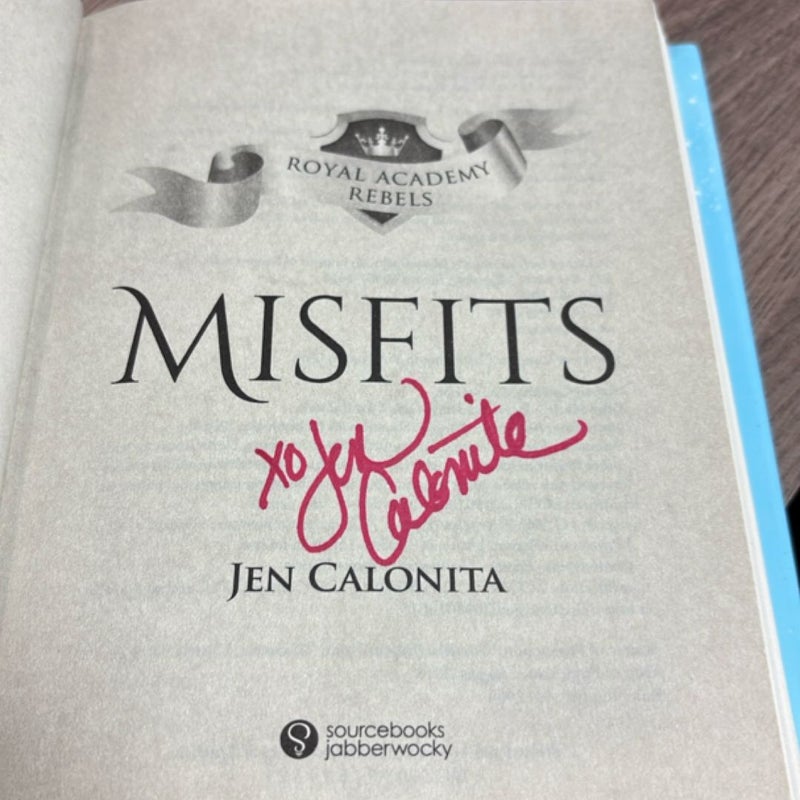 ROYAL ACADEMY
REBELS
MISFITS
xo Jen
Calonita
JEN CALONITA
sourcebooks
jabberwocky